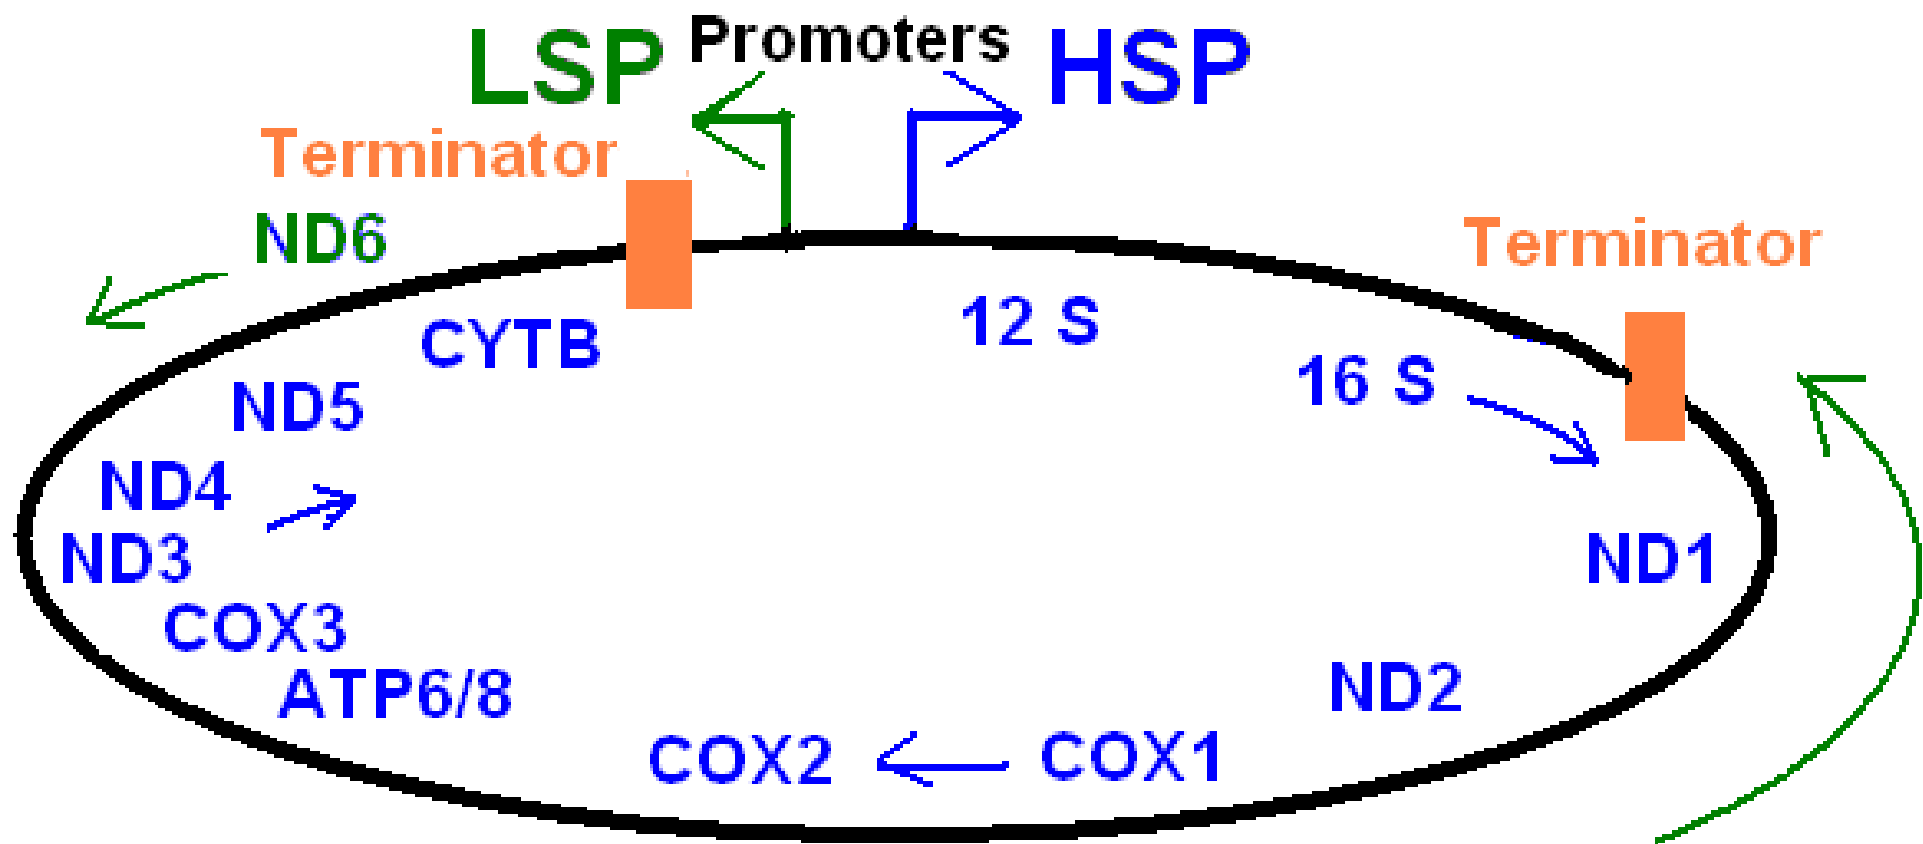 LSP Promoters HSP
Terminator
ND6
Terminator
12 S
CYTB
16 S
ND5
ND4
ND3
ND1
COX3
ATP6/8
ND2
COX2
COX1